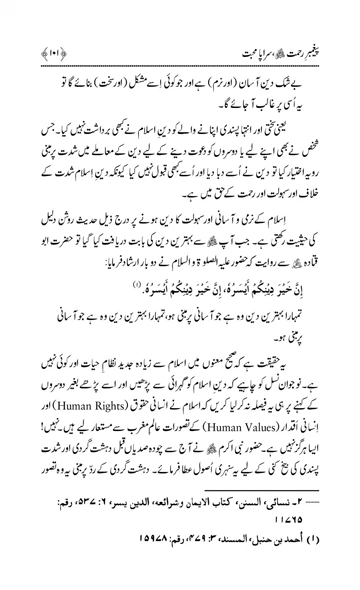 پیغمبرِ رحمت ﷺ، سراپا محبت ﴿۱۰۱﴾
بے شک دین آسان (اور نرم) ہے اور جو کوئی اسے مشکل (اور سخت) بنائے گا تو
یہ اُسی پر غالب آ جائے گا۔
یعنی سختی اور انتہا پسندی اپنانے والے کو دین اسلام نے کبھی برداشت نہیں کیا۔ جس
شخص نے بھی اپنے لیے یا دوسروں کو دعوت دینے کے لیے دین کے معاملے میں شدت پر مبنی
رویہ اختیار کیا تو دین نے اُسے دبا دیا اور اُسے کبھی قبول نہیں کیا کیونکہ دین اِسلام شدت کے
خلاف اور سہولت اور رحمت کے حق میں ہے۔
اِسلام کے نرمی و آسانی اور سہولت کا دین ہونے پر درج ذیل حدیث روشن دلیل
کی حیثیت رکھتی ہے۔ جب آپ ﷺ سے بہترین دین کی بابت دریافت کیا گیا تو حضرت ابو
قتادہ سے روایت کہ حضور علیہ الصلوۃ والسلام نے دو بار ارشاد فرمایا:
إِنَّ خَيْرَ دِيْنِكُمْ أَيْسَرُهُ، إِنَّ خَيْرَ دِيْنِكُمْ أَيْسَرُهُ. (۱)
تمہارا بہترین دین وہ ہے جو آسانی پر مبنی ہو، تمہارا بہترین دین وہ ہے جو آسانی
پر مبنی ہو۔
یہ حقیقت ہے کہ صحیح معنوں میں اسلام سے زیادہ جدید نظامِ حیات اور کوئی نہیں
ہے۔ نوجوان نسل کو چاہیے کہ دین اسلام کو گہرائی سے پڑھیں اور اسے پڑھے بغیر دوسروں
کے کہنے پر ہی یہ فیصلہ نہ کر لیا کریں کہ اسلام نے انسانی حقوق (Human Rights) اور
اِنسانی اَقدار (Human Values) کے تصورات عالمِ مغرب سے مستعار لیے ہیں۔ نہیں!
ایسا ہرگز نہیں ہے۔ حضور نبی اکرم ﷺ نے آج سے چودہ صدیاں قبل دہشت گردی اور شدت
پسندی کی بیخ کنی کے لیے یہ سنہری اُصول عطا فرمائے۔ دہشت گردی کے ردّ پر مبنی یہ وہ تصور
۲۔ نسائی، السنن، کتاب الایمان وشرائعہ، الدین یسر، ۶: ۵۳۷، رقم:
۱۱۷۶۵
(۱) أحمد بن حنبل، المسند، ۳: ۴۷۹، رقم: ۱۵۹۷۸